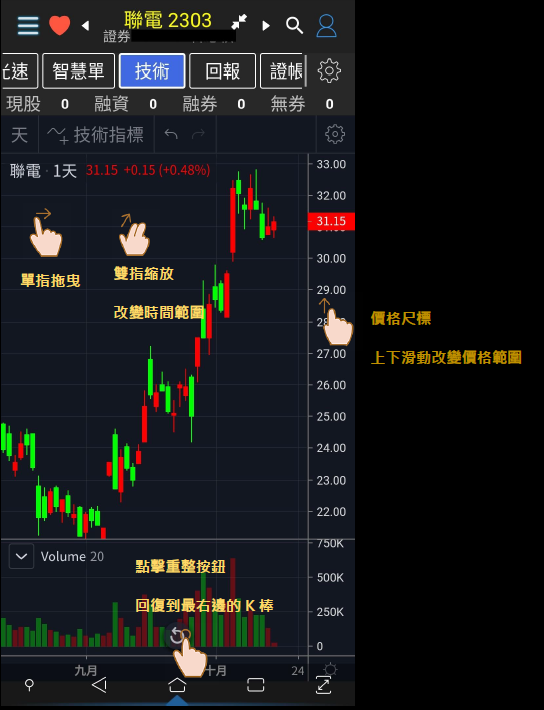 聯電 2303
證券
光速 智慧單 技術 回報 證帳
現股 0 融資 0 融券 0 無券 0
天 技術指標
聯電 · 1天 31.15 +0.15 (+0.48%)
33.00
32.00
31.15
30.00
29.00
28
27.00
26.00
25.00
24.00
23.00
22.00
單指拖曳
雙指縮放
改變時間範圍
價格尺標
上下滑動改變價格範圍
750K
Volume 20
點擊重整按鈕
500K
回復到最右邊的 K 棒
250K
0
九月 十月 24